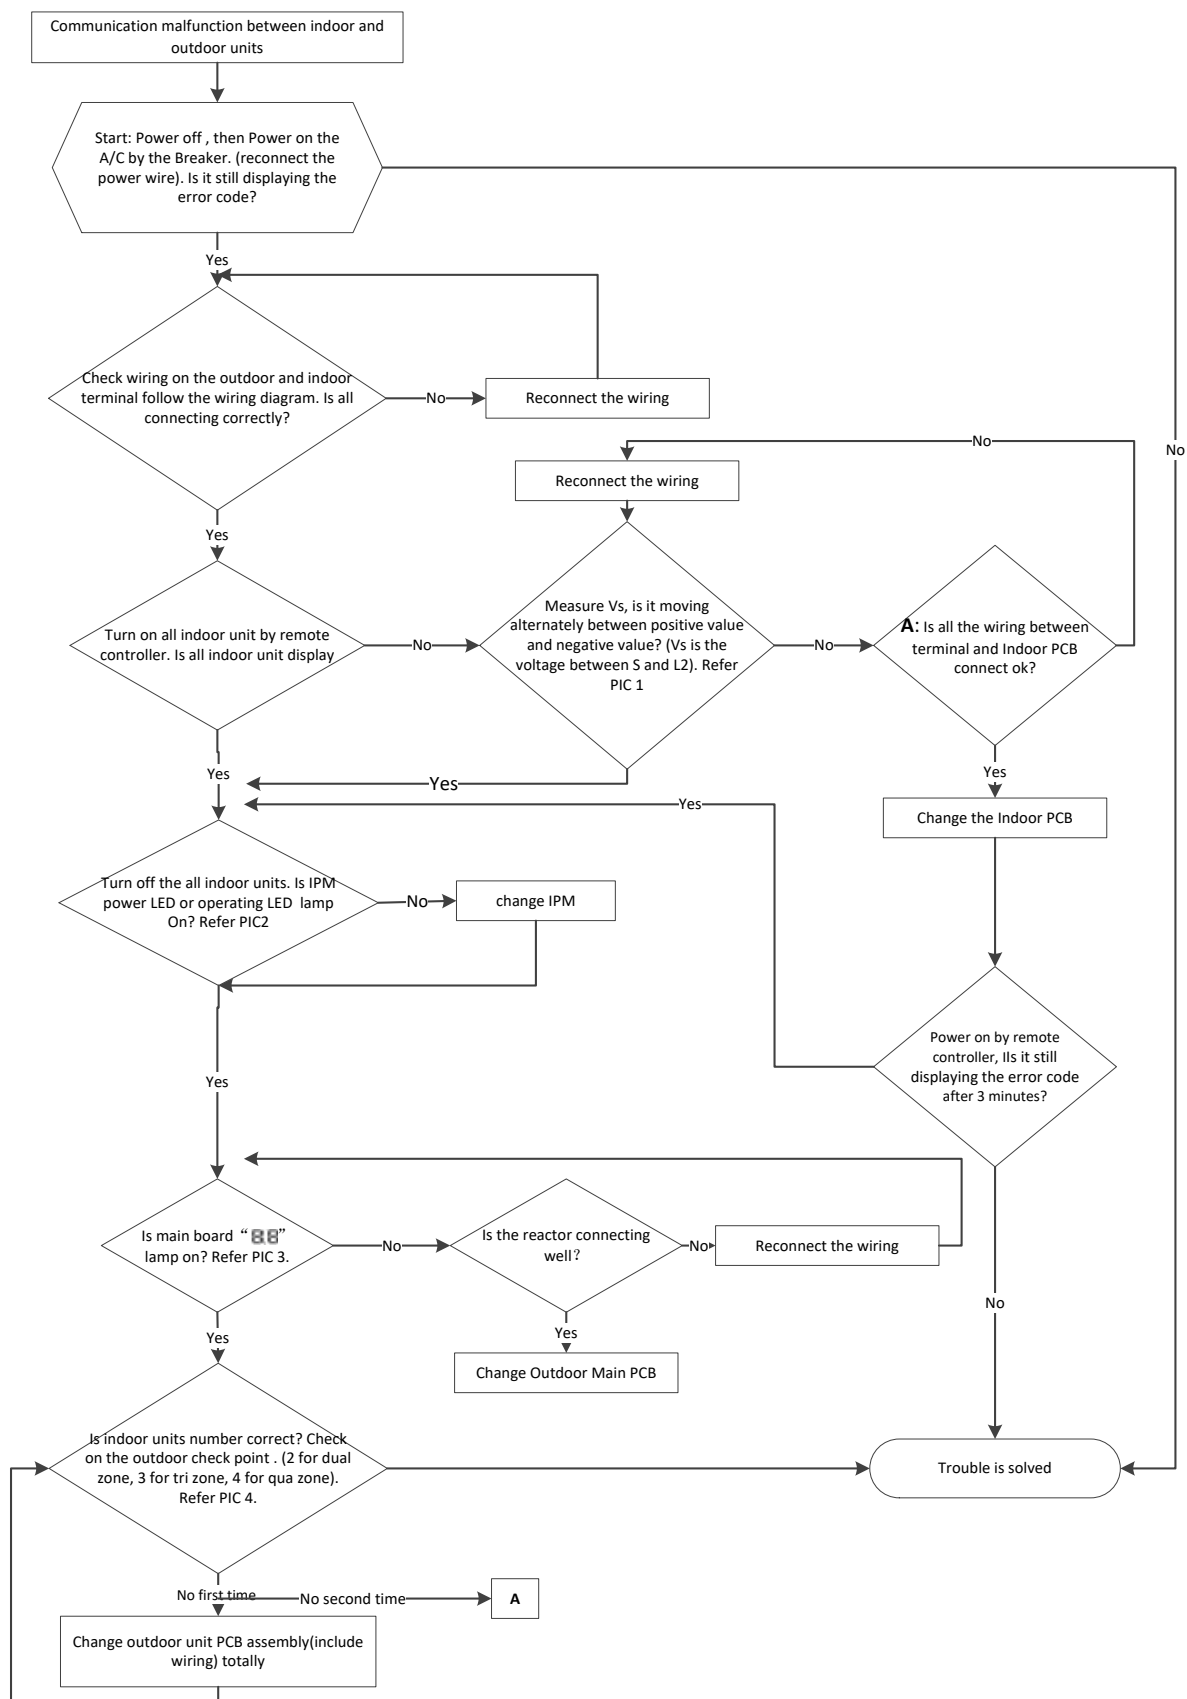 Communication malfunction between indoor and
outdoor units
Start: Power off , then Power on the
A/C by the Breaker. (reconnect the
power wire). Is it still displaying the
error code?
Yes
Check wiring on the outdoor and indoor
terminal follow the wiring diagram. Is all
connecting correctly?
No
Reconnect the wiring
No
No
Reconnect the wiring
Yes
Turn on all indoor unit by remote
controller. Is all indoor unit display
No
Measure Vs, is it moving
alternately between positive value
and negative value? (Vs is the
voltage between S and L2). Refer
PIC 1
No
A: Is all the wiring between
terminal and Indoor PCB
connect ok?
Yes
Yes
Yes
Yes
Change the Indoor PCB
Turn off the all indoor units. Is IPM
power LED or operating LED lamp
On? Refer PIC2
No
change IPM
Power on by remote
controller, IIs it still
displaying the error code
after 3 minutes?
Yes
Is main board “8.8”
lamp on? Refer PIC 3.
No
Is the reactor connecting
well?
No
Reconnect the wiring
No
Yes
Yes
Change Outdoor Main PCB
Is indoor units number correct? Check
on the outdoor check point . (2 for dual
zone, 3 for tri zone, 4 for qua zone).
Refer PIC 4.
Trouble is solved
No first time
No second time
A
Change outdoor unit PCB assembly(include
wiring) totally